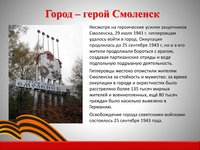 Город – герой Смоленск
Несмотря на героические усилия защитников
Смоленска, 29 июля 1941 г. гитлеровцам
удалось войти в город. Оккупация
продлилась до 25 сентября 1943 г., но и в его
жители продолжали бороться с врагом,
создавая партизанские отряды и ведя
подпольную подрывную деятельность.
Гитлеровцы жестоко отомстили жителям
Смоленска за стойкость и мужество: за время
оккупации в городе и окрестностях было
расстреляно более 135 тысяч мирных
жителей и военнопленных, ещё 80 тысяч
граждан было насильно вывезено в
Германию.
Освобождение города советскими войсками
состоялось 25 сентября 1943 года.